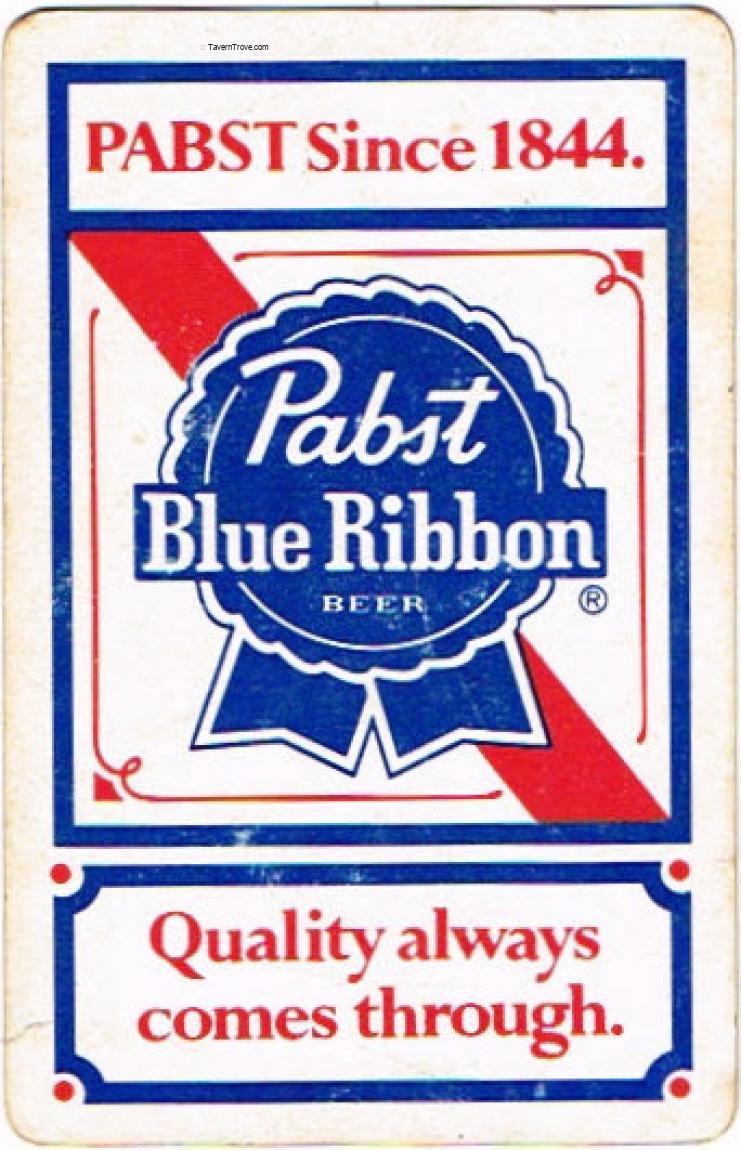 :: TavernTrove.com
PABST Since 1844.
Pabst
Blue Ribbon
BEER
®
Quality always
comes through.